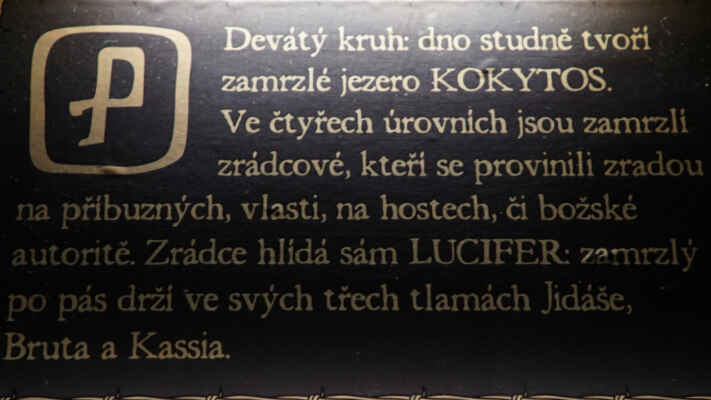 P
Devátý kruh: dno studně tvoří
zamrzlé jezero KOKYTOS.
Ve čtyřech úrovních jsou zamrzlí
zrádcové, kteří se provinili zradou
na příbuzných, vlasti, na hostech, či božské
autoritě. Zrádce hlídá sám LUCIFER: zamrzlý
po pás drží ve svých třech tlamách Jidáše,
Bruta a Kassia.